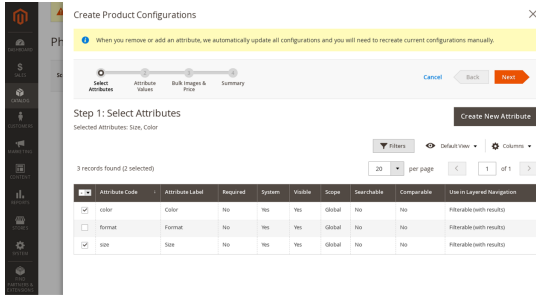 Create Product Configurations
When you remove or add an attribute, we automatically update all configurations and you will need to recreate current configurations manually.
Select Attributes
Attribute Values
Bulk Images & Price
Summary
Cancel
Back
Next
Step 1: Select Attributes
Create New Attribute
Selected Attributes: Size, Color
Filters
Default View
Columns
3 records found (2 selected)
20 per page
1 of 1
Attribute Code Attribute Label Required System Visible Scope Searchable Comparable Use in Layered Navigation
color Color No Yes Yes Global No No Filterable (with results)
format Format No Yes Yes Global No No Filterable (with results)
size Size No Yes Yes Global No No Filterable (with results)
DASHBOARD
SALES
CATALOG
CUSTOMERS
MARKETING
CONTENT
REPORTS
STORES
SYSTEM
FIND PARTNERS & EXTENSIONS
Ph